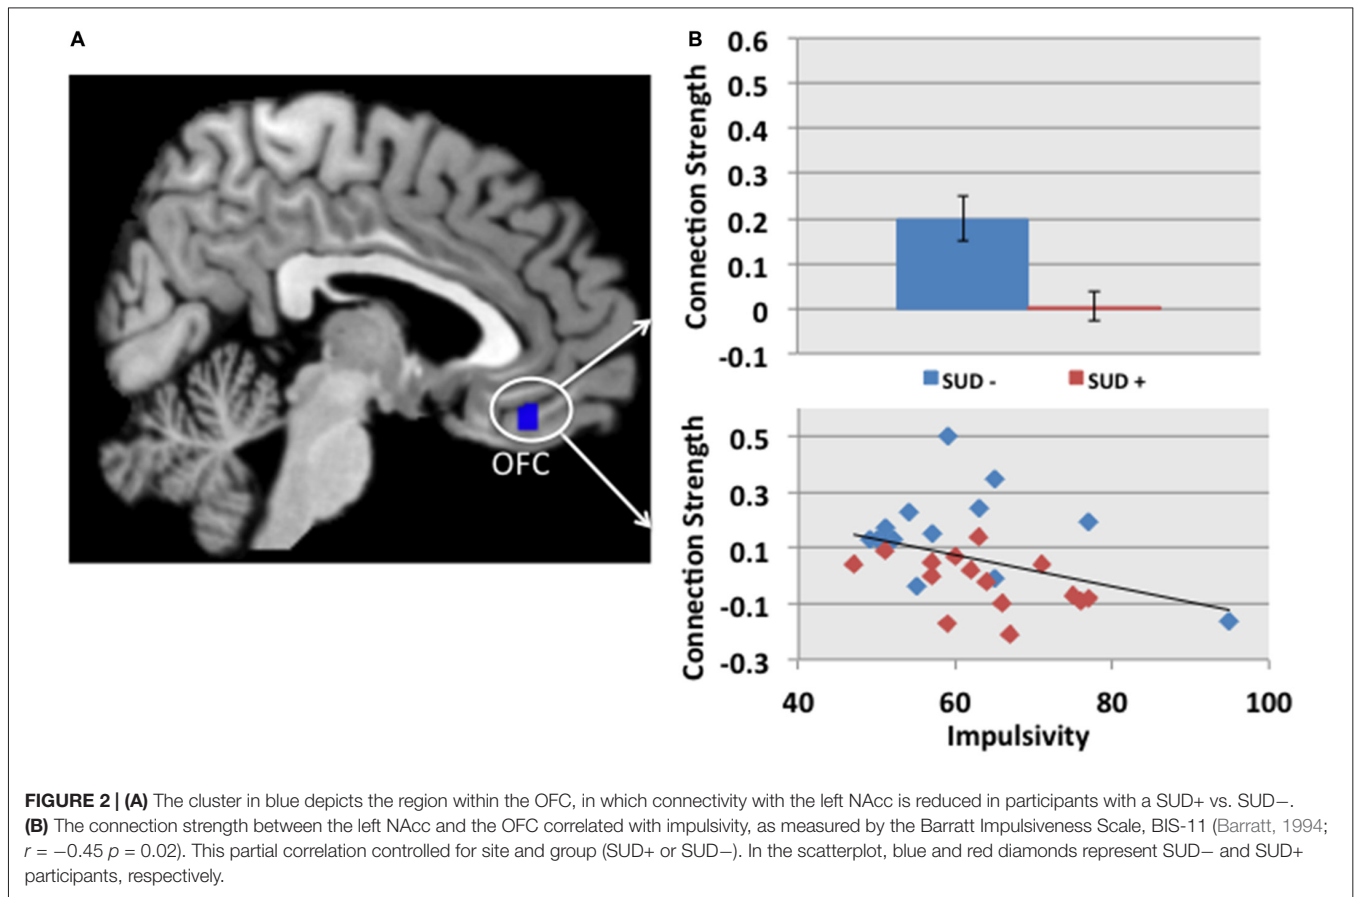 A
OFC
B
0.6
0.5
0.4
0.3
0.2
0.1
0
-0.1
Connection Strength
SUD -
SUD +
0.5
0.3
0.1
-0.1
-0.3
Connection Strength
40 60 80 100
Impulsivity
FIGURE 2 | (A) The cluster in blue depicts the region within the OFC, in which connectivity with the left NAcc is reduced in participants with a SUD+ vs. SUD−.
(B) The connection strength between the left NAcc and the OFC correlated with impulsivity, as measured by the Barratt Impulsiveness Scale, BIS-11 (Barratt, 1994;
r = −0.45 p = 0.02). This partial correlation controlled for site and group (SUD+ or SUD−). In the scatterplot, blue and red diamonds represent SUD− and SUD+
participants, respectively.